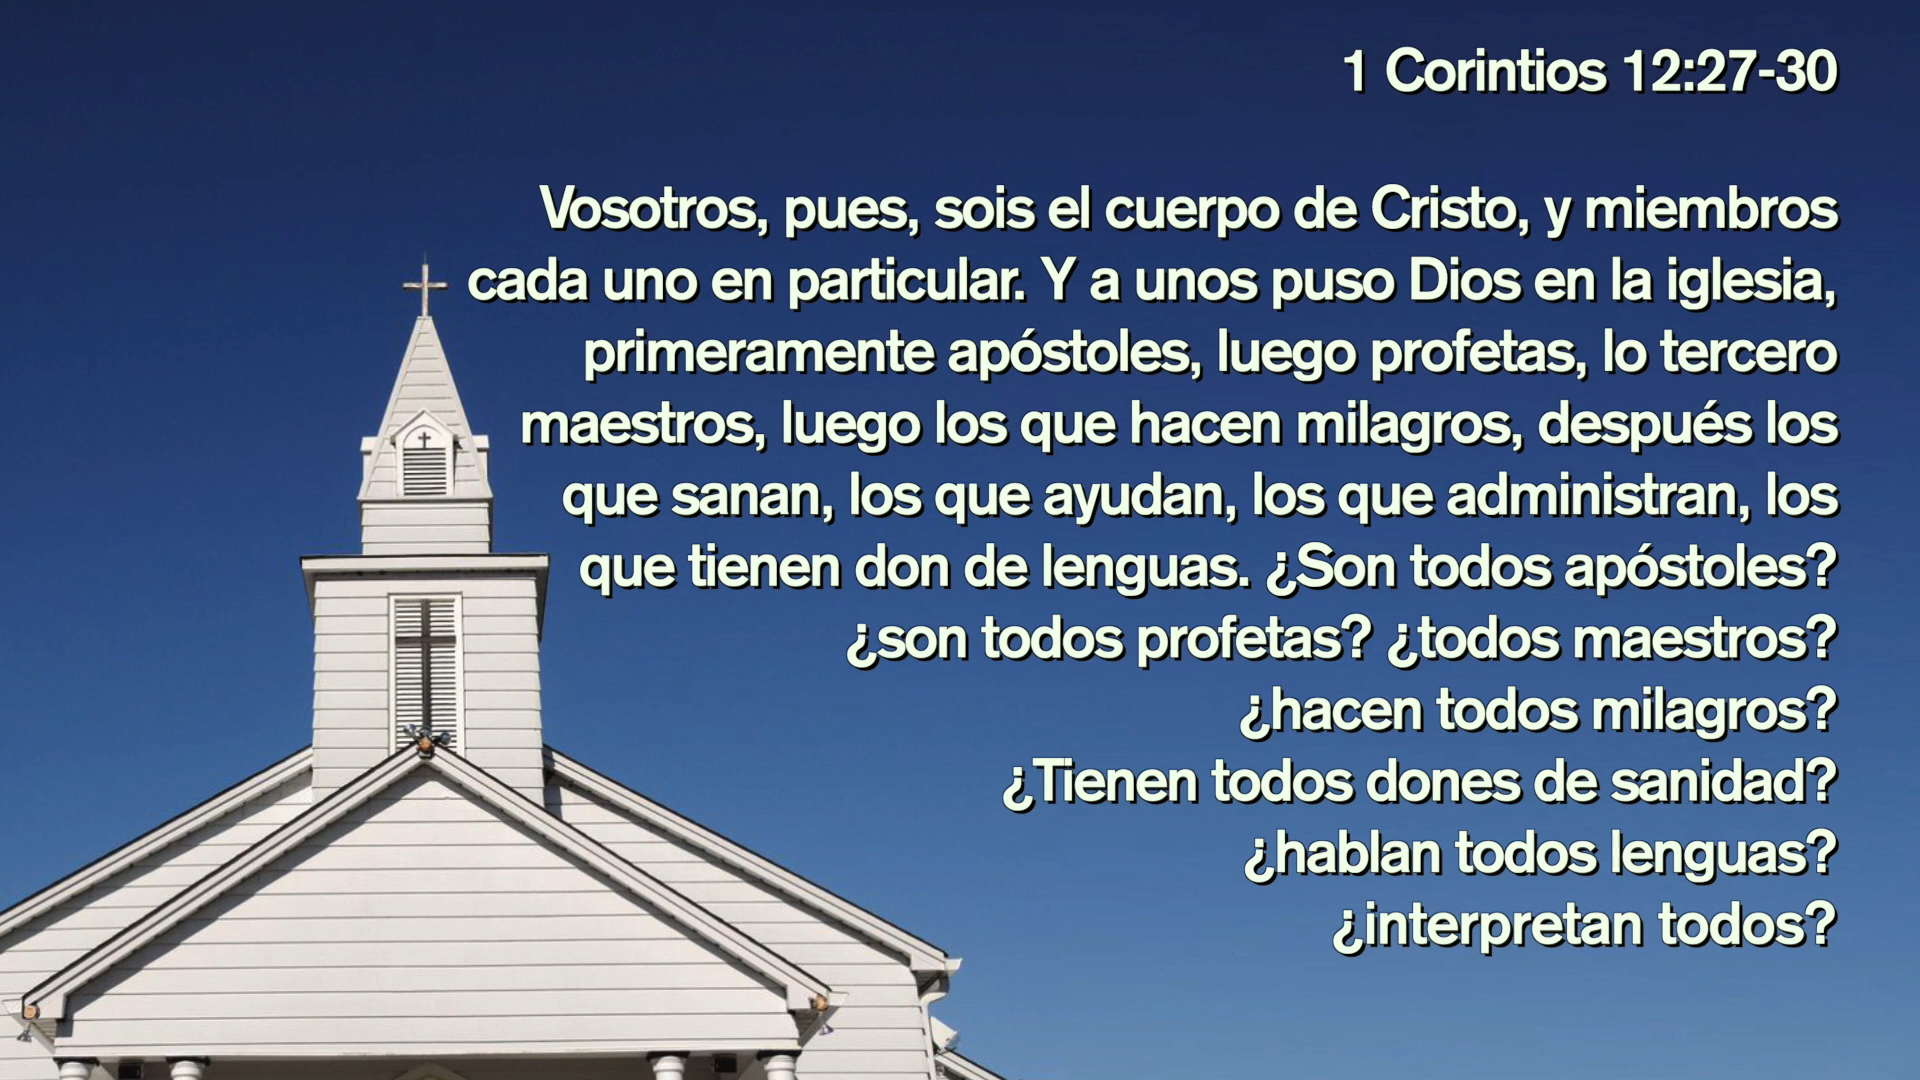 1 Corintios 12:27-30
Vosotros, pues, sois el cuerpo de Cristo, y miembros
cada uno en particular. Y a unos puso Dios en la iglesia,
primeramente apóstoles, luego profetas, lo tercero
maestros, luego los que hacen milagros, después los
que sanan, los que ayudan, los que administran, los
que tienen don de lenguas. ¿Son todos apóstoles?
¿son todos profetas? ¿todos maestros?
¿hacen todos milagros?
¿Tienen todos dones de sanidad?
¿hablan todos lenguas?
¿interpretan todos?